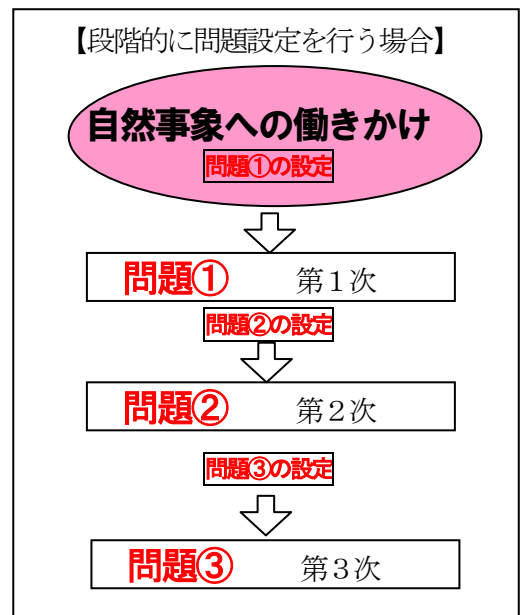 【段階的に問題設定を行う場合】
自然事象への働きかけ
問題①の設定
問題① 第１次
問題②の設定
問題② 第２次
問題③の設定
問題③ 第３次